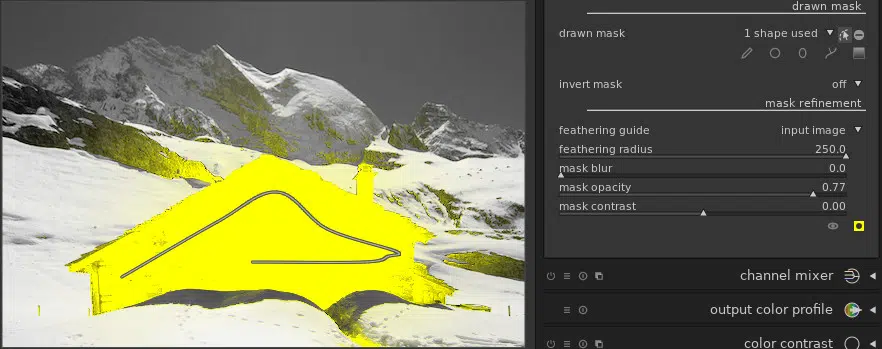 drawn mask
drawn mask 1 shape used
invert mask off
mask refinement
feathering guide input image
feathering radius 250.0
mask blur 0.0
mask opacity 0.77
mask contrast 0.00
channel mixer
output color profile
color contrast